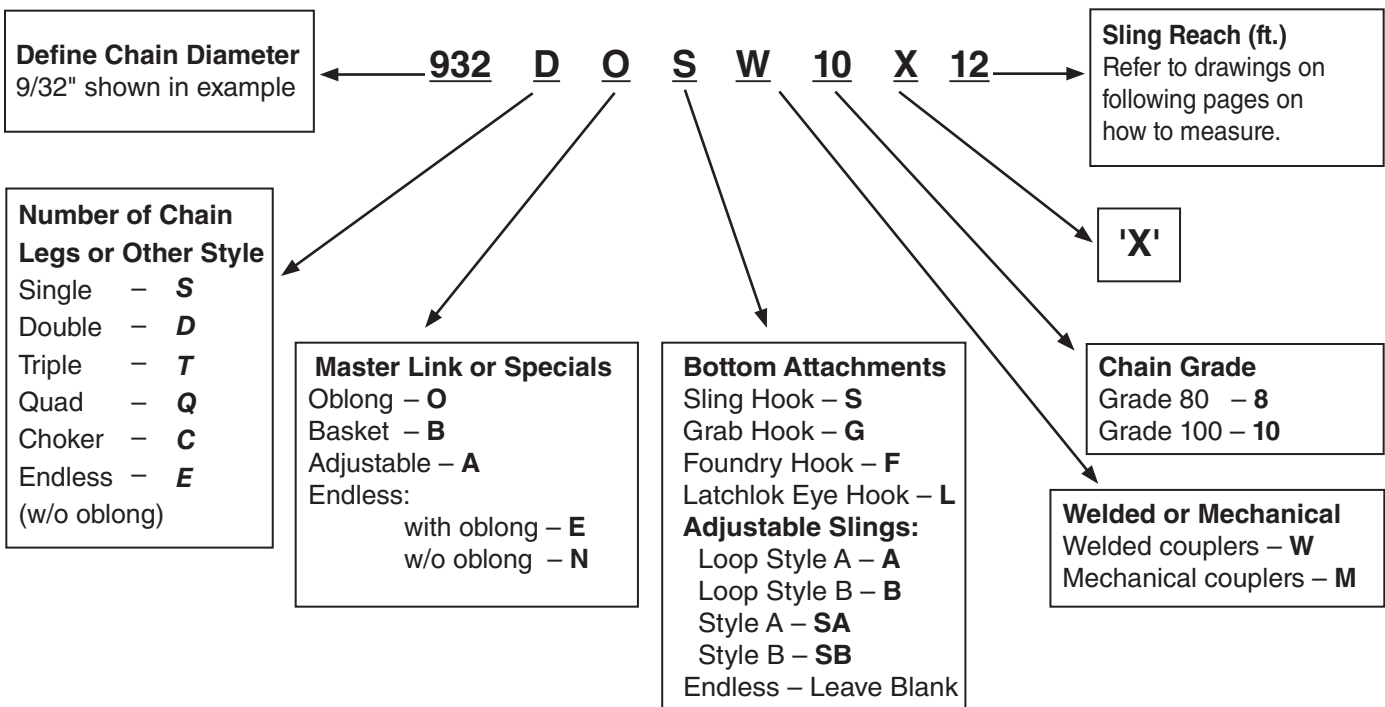 Define Chain Diameter
9/32" shown in example
932 D O S W 10 X 12
Sling Reach (ft.)
Refer to drawings on
following pages on
how to measure.
Number of Chain
Legs or Other Style
Single – S
Double – D
Triple – T
Quad – Q
Choker – C
Endless – E
(w/o oblong)
Master Link or Specials
Oblong – O
Basket – B
Adjustable – A
Endless:
with oblong – E
w/o oblong – N
Bottom Attachments
Sling Hook – S
Grab Hook – G
Foundry Hook – F
Latchlok Eye Hook – L
Adjustable Slings:
Loop Style A – A
Loop Style B – B
Style A – SA
Style B – SB
Endless – Leave Blank
'X'
Chain Grade
Grade 80 – 8
Grade 100 – 10
Welded or Mechanical
Welded couplers – W
Mechanical couplers – M